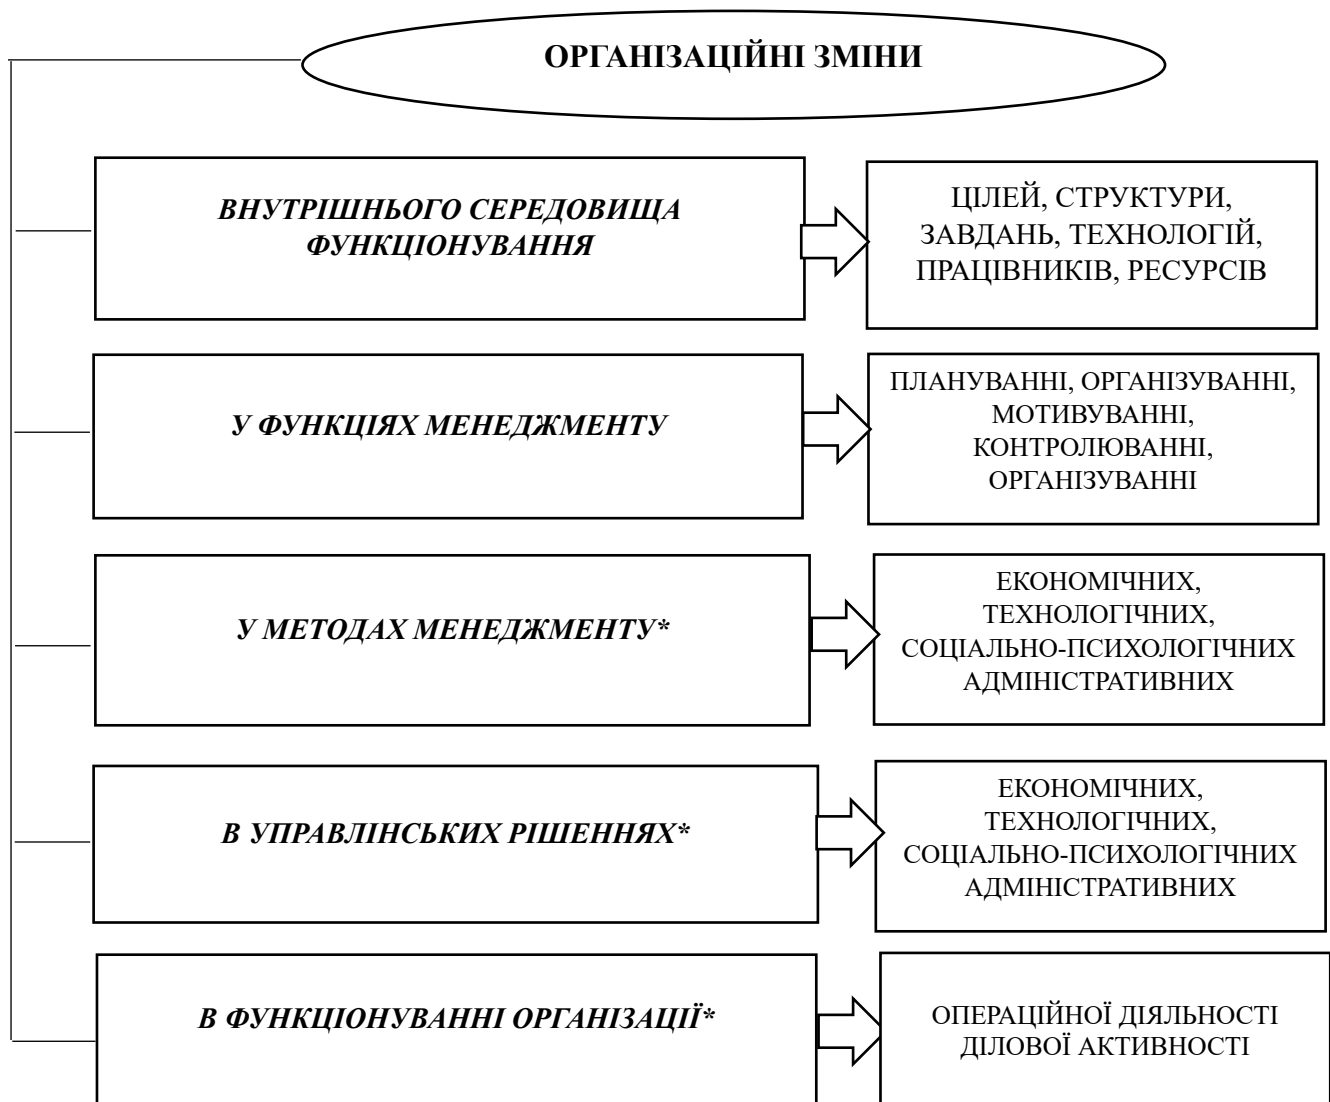 ОРГАНІЗАЦІЙНІ ЗМІНИ
ВНУТРІШНЬОГО СЕРЕДОВИЩА
ФУНКЦІОНУВАННЯ
ЦІЛЕЙ, СТРУКТУРИ,
ЗАВДАНЬ, ТЕХНОЛОГІЙ,
ПРАЦІВНИКІВ, РЕСУРСІВ
У ФУНКЦІЯХ МЕНЕДЖМЕНТУ
ПЛАНУВАННІ, ОРГАНІЗУВАННІ,
МОТИВУВАННІ,
КОНТРОЛЮВАННІ,
ОРГАНІЗУВАННІ
У МЕТОДАХ МЕНЕДЖМЕНТУ*
ЕКОНОМІЧНИХ,
ТЕХНОЛОГІЧНИХ,
СОЦІАЛЬНО-ПСИХОЛОГІЧНИХ
АДМІНІСТРАТИВНИХ
В УПРАВЛІНСЬКИХ РІШЕННЯХ*
ЕКОНОМІЧНИХ,
ТЕХНОЛОГІЧНИХ,
СОЦІАЛЬНО-ПСИХОЛОГІЧНИХ
АДМІНІСТРАТИВНИХ
В ФУНКЦІОНУВАННІ ОРГАНІЗАЦІЇ*
ОПЕРАЦІЙНОЇ ДІЯЛЬНОСТІ
ДІЛОВОЇ АКТИВНОСТІ